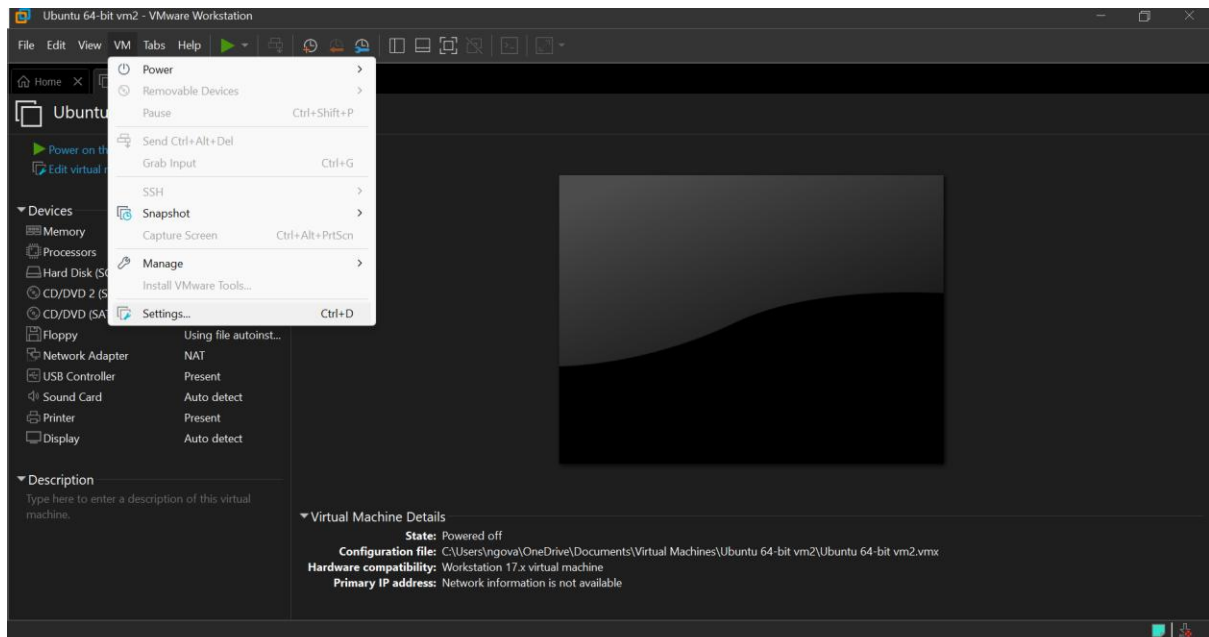 Ubuntu 64-bit vm2 - VMware Workstation
File Edit View VM Tabs Help
Home
Ubuntu
Power on th
Edit virtual
Power
Removable Devices
Pause Ctrl+Shift+P
Send Ctrl+Alt+Del
Grab Input Ctrl+G
SSH
Snapshot
Capture Screen Ctrl+Alt+PrtScn
Manage
Install VMware Tools...
Settings... Ctrl+D
Devices
Memory
Processors
Hard Disk (SC
CD/DVD 2 (S
CD/DVD (SAT
Floppy Using file autoinst...
Network Adapter NAT
USB Controller Present
Sound Card Auto detect
Printer Present
Display Auto detect
Description
Type here to enter a description of this virtual
machine.
Virtual Machine Details
State: Powered off
Configuration file: C:\Users\ngova\OneDrive\Documents\Virtual Machines\Ubuntu 64-bit vm2\Ubuntu 64-bit vm2.vmx
Hardware compatibility: Workstation 17.x virtual machine
Primary IP address: Network information is not available